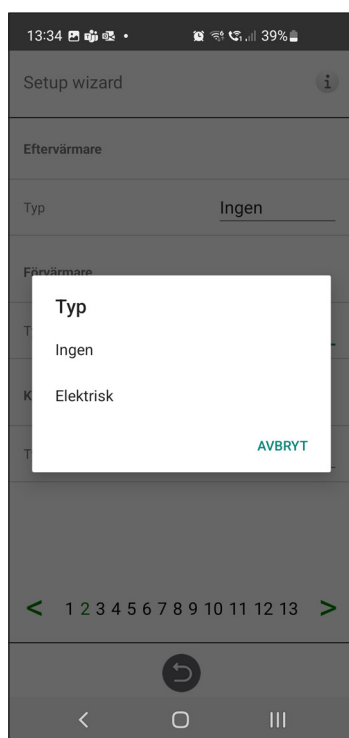 13:34 39%
Setup wizard i
Eftervärmare
Typ Ingen
Förvärmare
T
Typ
Ingen
K
Elektrisk
T
AVBRYT
< 1 2 3 4 5 6 7 8 9 10 11 12 13 >